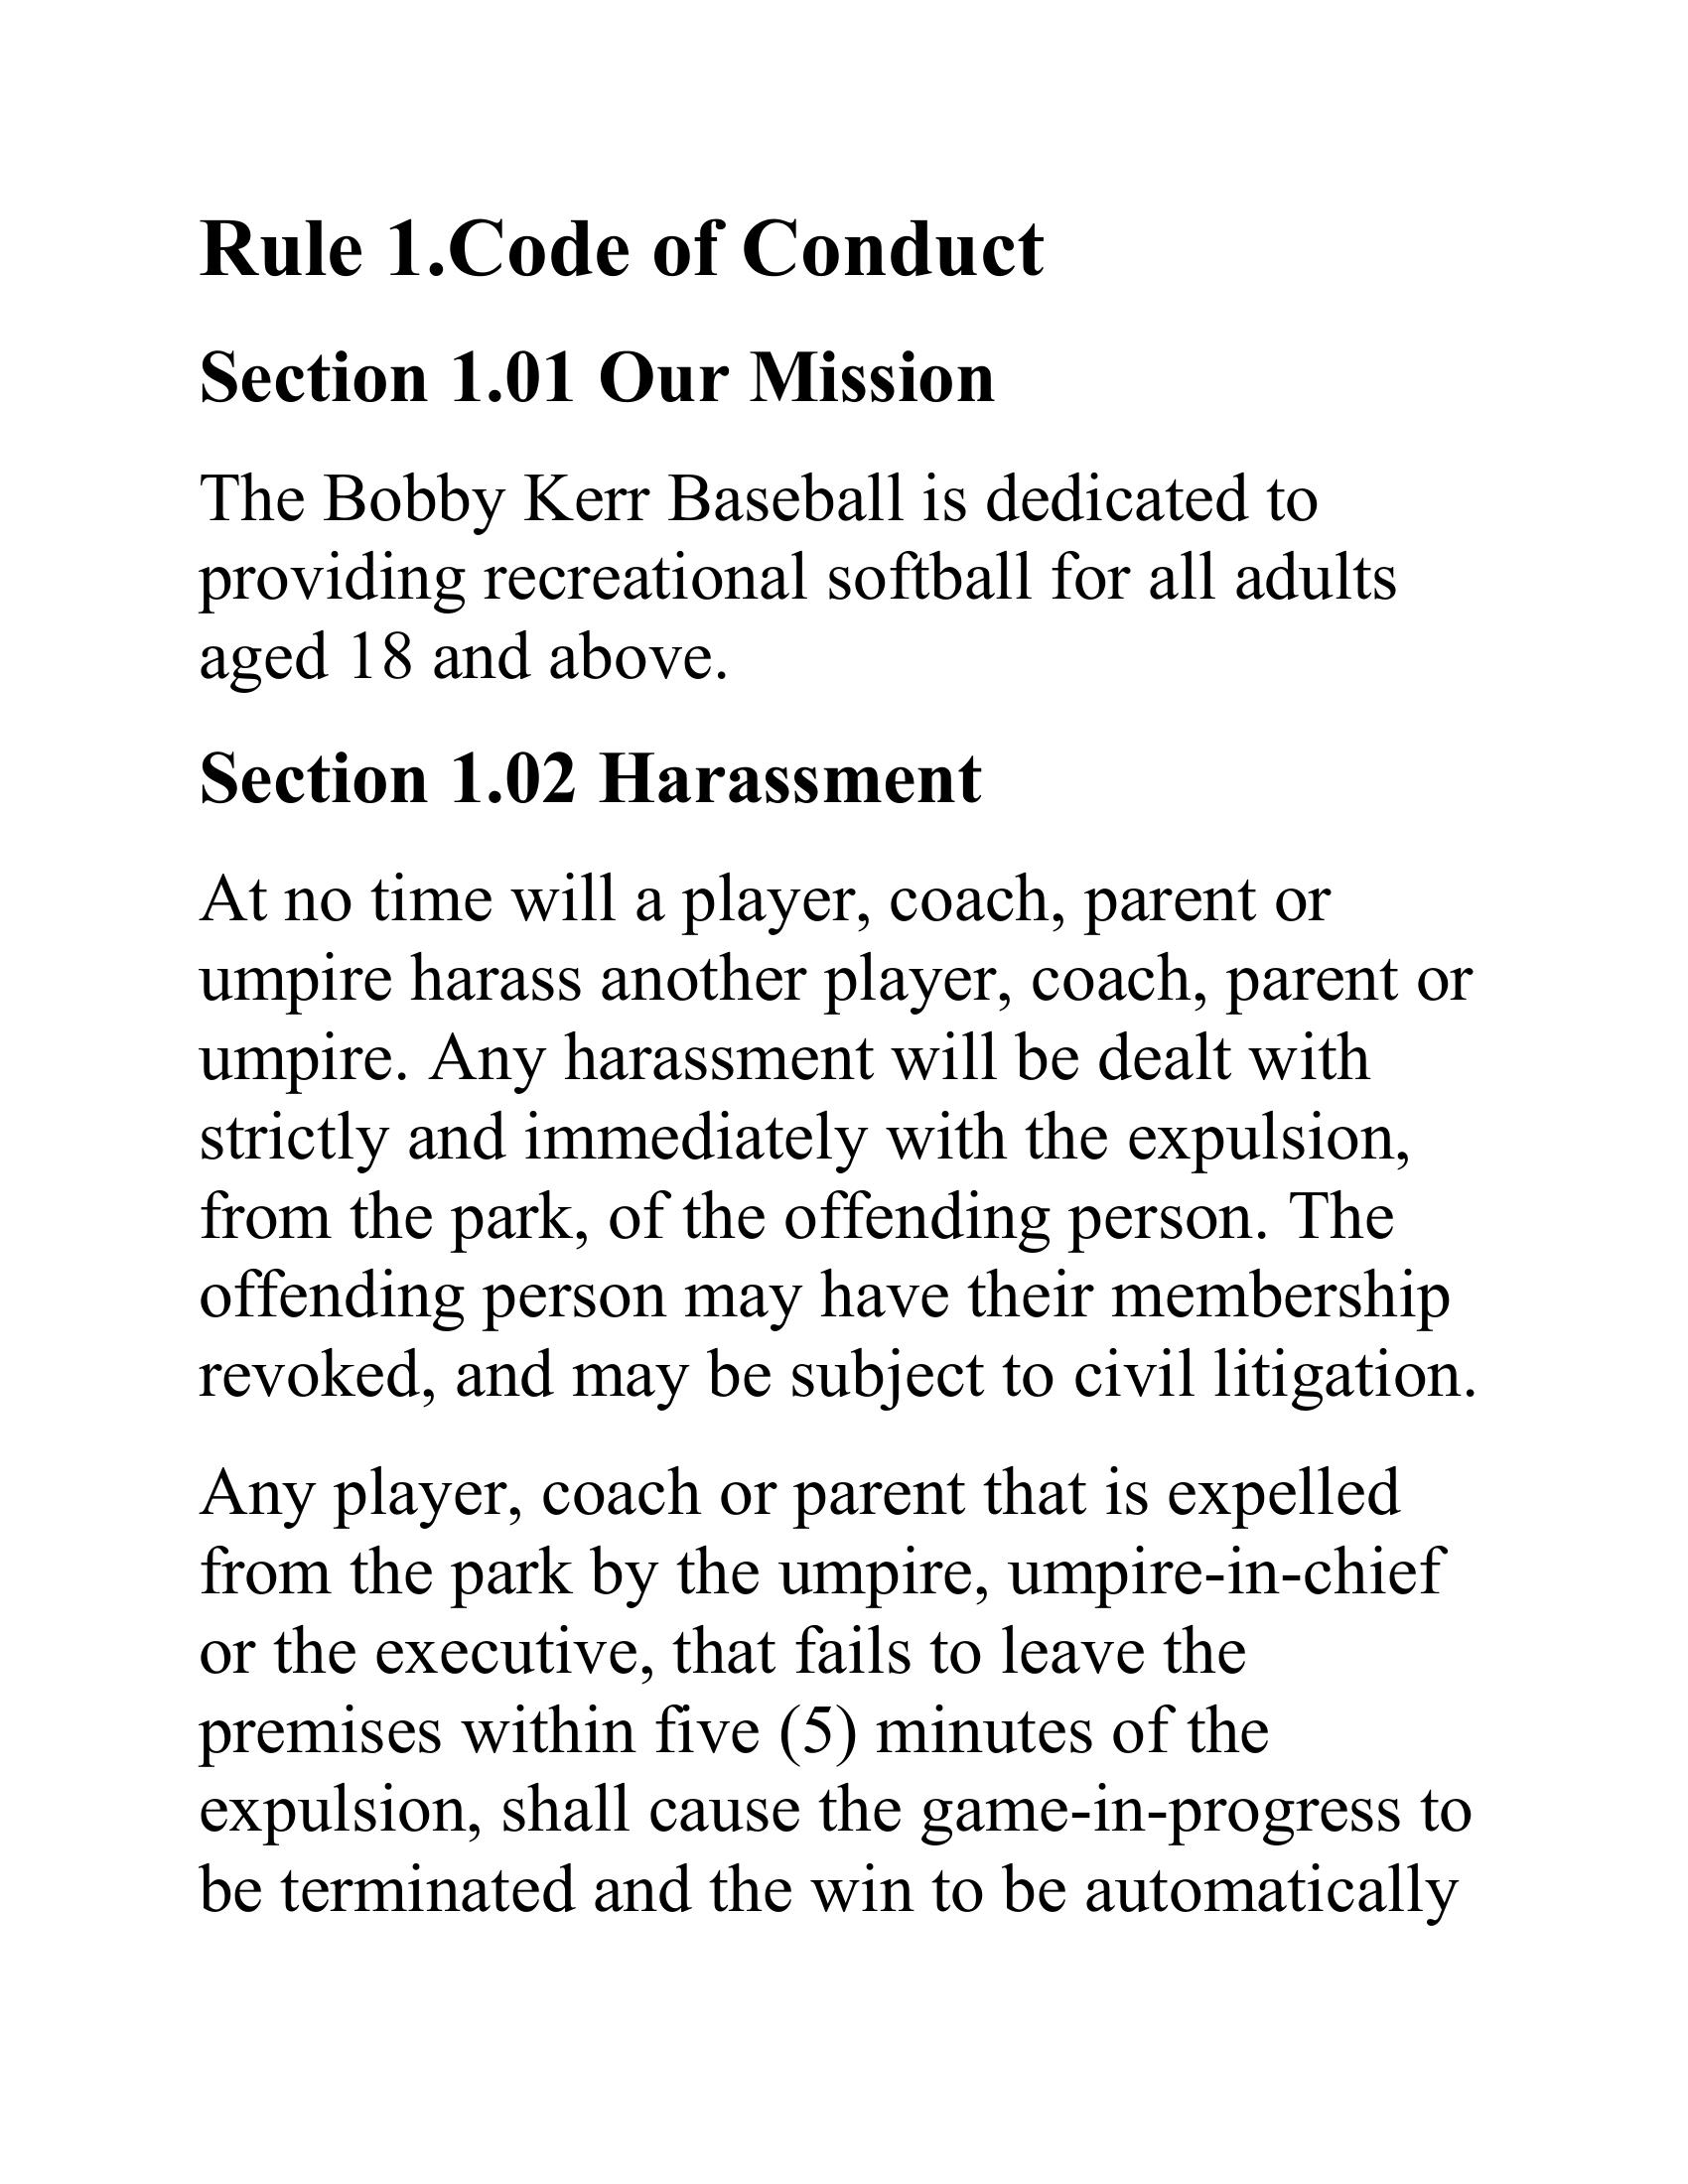 Rule 1.Code of Conduct
Section 1.01 Our Mission
The Bobby Kerr Baseball is dedicated to
providing recreational softball for all adults
aged 18 and above.
Section 1.02 Harassment
At no time will a player, coach, parent or
umpire harass another player, coach, parent or
umpire. Any harassment will be dealt with
strictly and immediately with the expulsion,
from the park, of the offending person. The
offending person may have their membership
revoked, and may be subject to civil litigation.
Any player, coach or parent that is expelled
from the park by the umpire, umpire-in-chief
or the executive, that fails to leave the
premises within five (5) minutes of the
expulsion, shall cause the game-in-progress to
be terminated and the win to be automatically